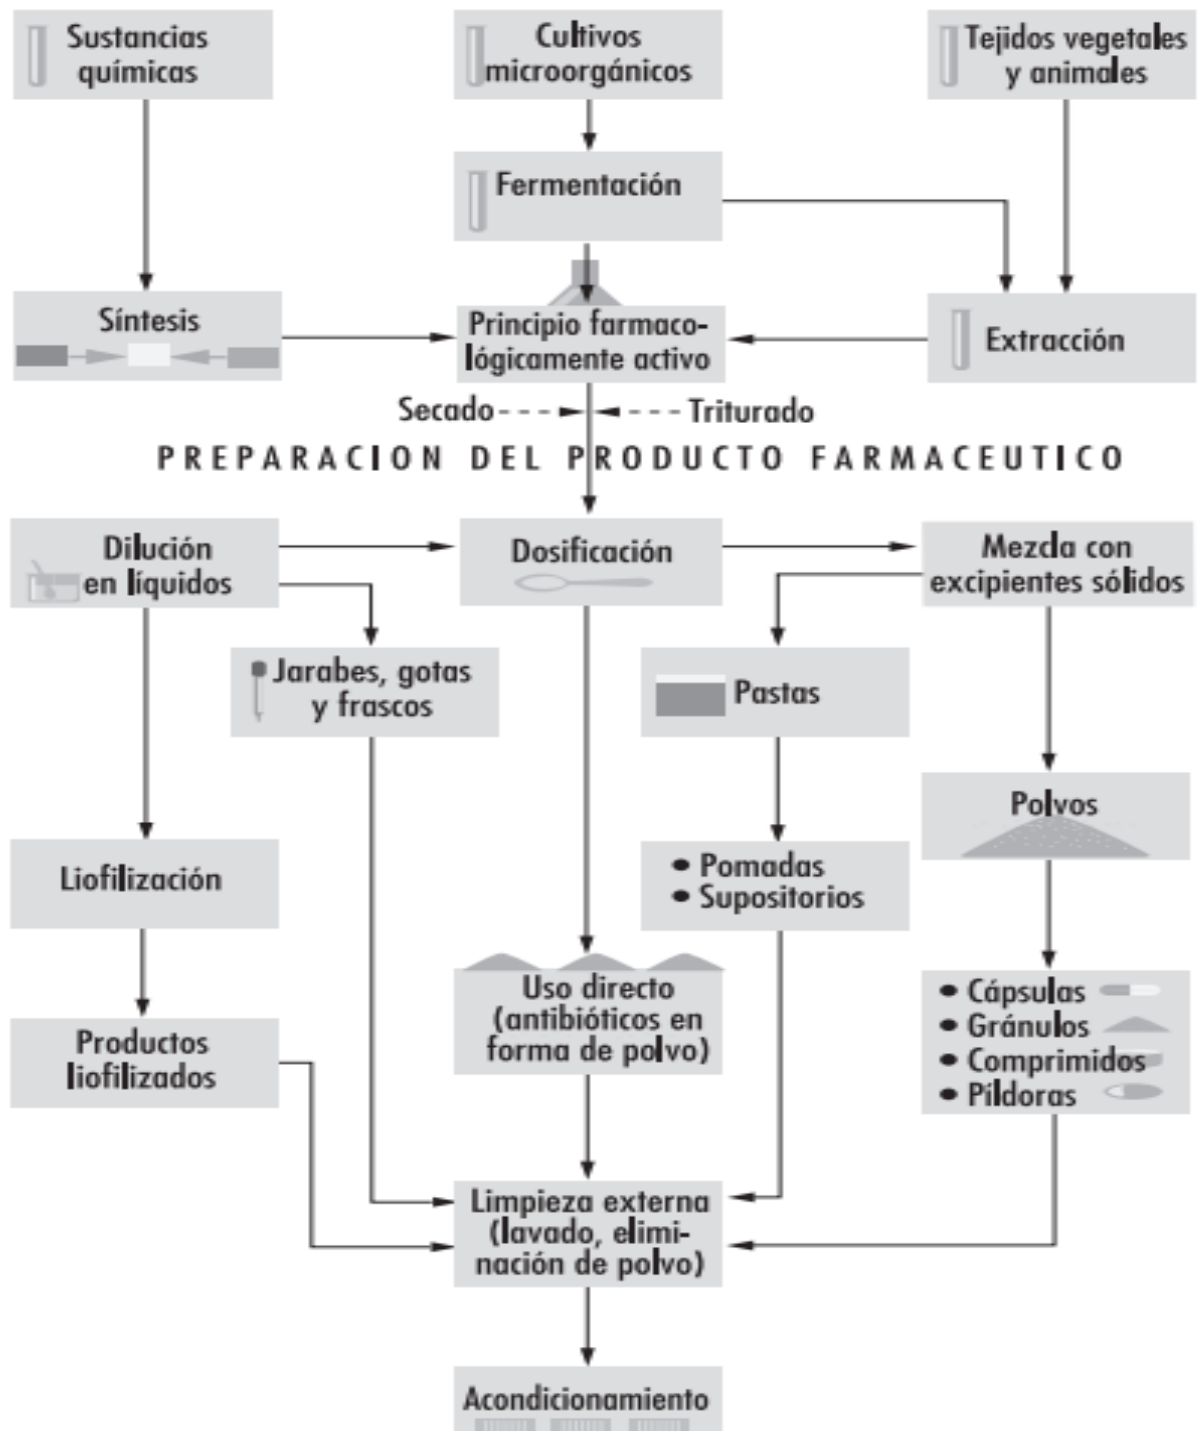 Sustancias
químicas
Cultivos
microorgánicos
Tejidos vegetales
y animales
Fermentación
Síntesis
Principio farmaco-
lógicamente activo
Extracción
Secado
Triturado
PREPARACION DEL PRODUCTO FARMACEUTICO
Dilución
en líquidos
Dosificación
Mezcla con
excipientes sólidos
Jarabes, gotas
y frascos
Pastas
Polvos
Liofilización
• Pomadas
• Supositorios
Uso directo
(antibióticos en
forma de polvo)
• Cápsulas
• Gránulos
• Comprimidos
• Píldoras
Productos
liofilizados
Limpieza externa
(lavado, elimi-
nación de polvo)
Acondicionamiento